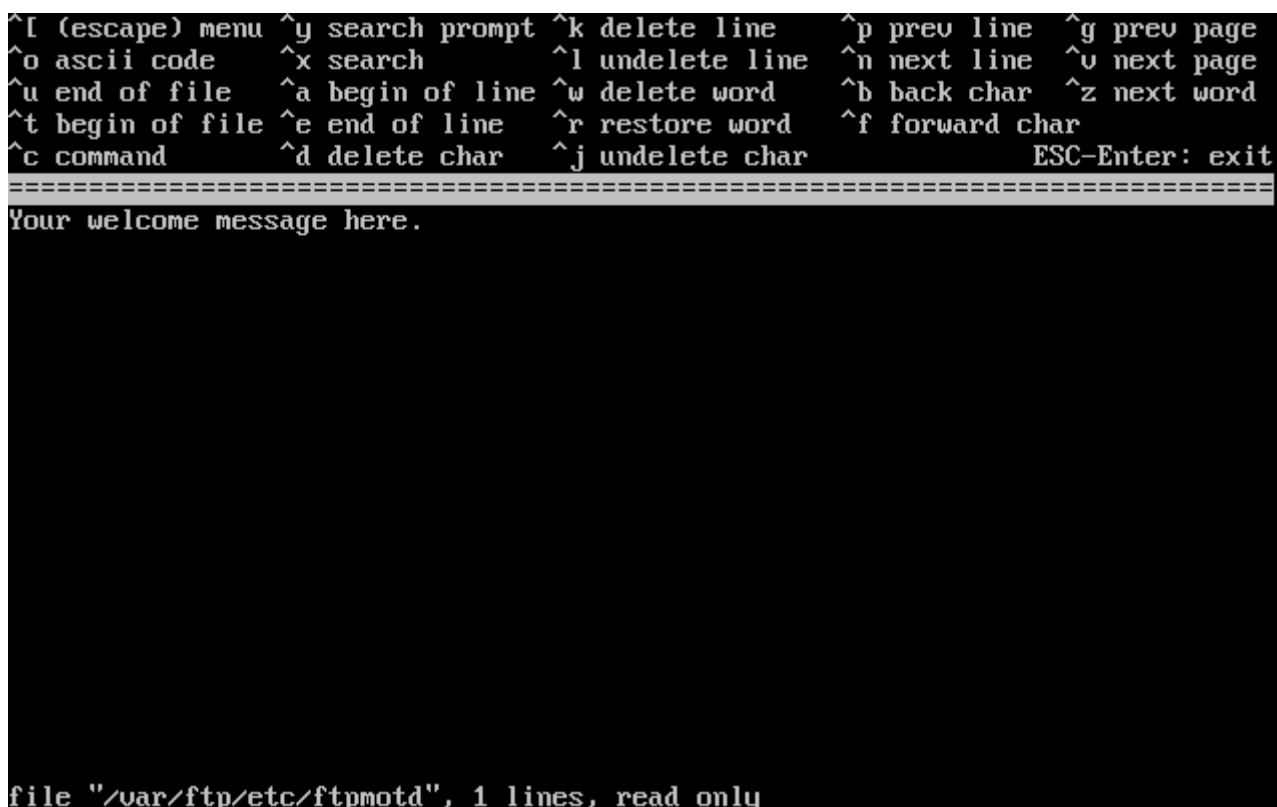 ^[ (escape) menu ^y search prompt ^k delete line ^p prev line ^g prev page
^o ascii code ^x search ^l undelete line ^n next line ^v next page
^u end of file ^a begin of line ^w delete word ^b back char ^z next word
^t begin of file ^e end of line ^r restore word ^f forward char
^c command ^d delete char ^j undelete char ESC-Enter: exit
================================================================================
Your welcome message here.
file "/var/ftp/etc/ftpmotd", 1 lines, read only